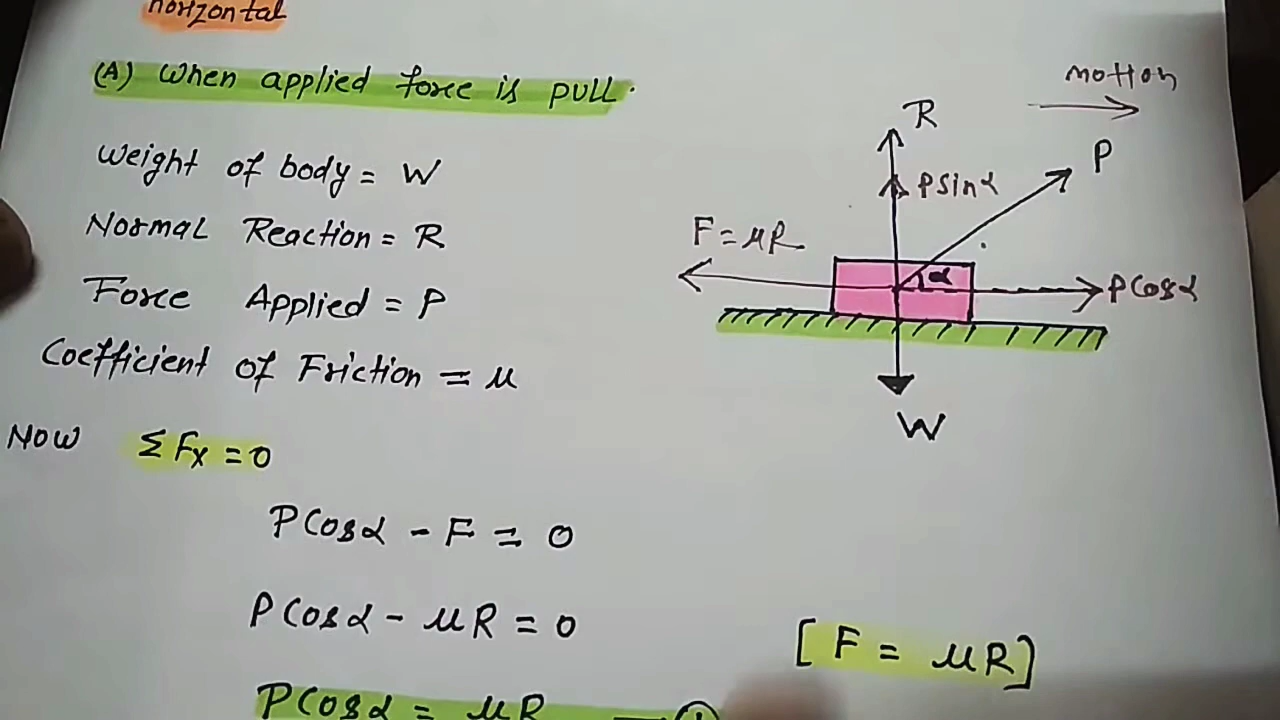 horizontal
(A) When applied force is pull.
Weight of body = W
Normal Reaction = R
Force Applied = P
Coefficient of Friction = μ
Now ΣFx = 0
PCosα - F = 0
PCosα - μR = 0
[F = μR]
PCosα = μR — ①
motion
R
P
PSinα
F = μR
α
PCosα
W